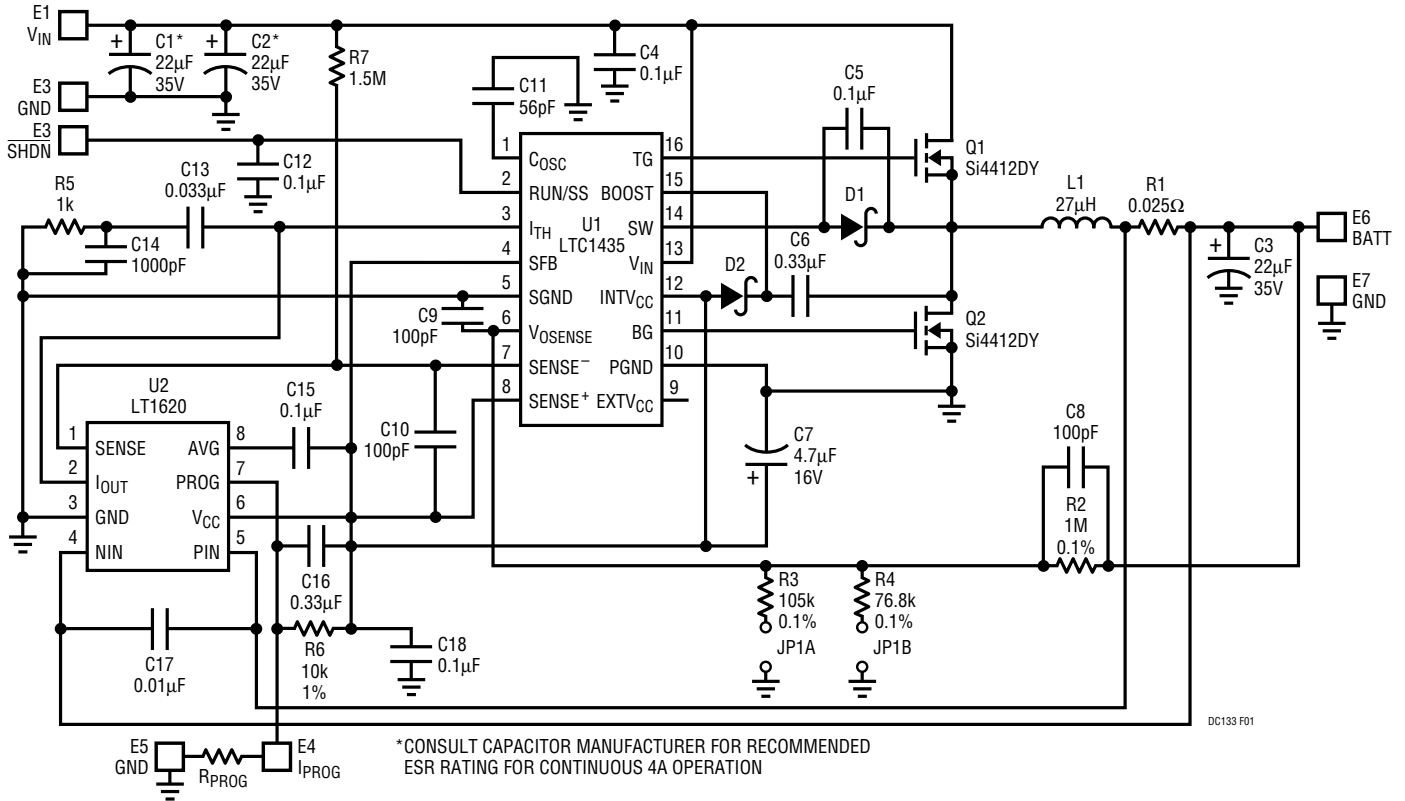 E1
VIN
C1*
22µF
35V
C2*
22µF
35V
R7
1.5M
C4
0.1µF
E3
GND
C11
56pF
C5
0.1µF
E3
SHDN
C12
0.1µF
Q1
Si4412DY
R5
1k
C13
0.033µF
C14
1000pF
1
COSC
2
RUN/SS
3
ITH
4
SFB
5
SGND
6
VOSENSE
7
SENSE–
8
SENSE+
U1
LTC1435
TG
16
BOOST
15
SW
14
VIN
13
INTVCC
12
BG
11
PGND
10
EXTVCC
9
D1
D2
C6
0.33µF
L1
27µH
R1
0.025Ω
E6
BATT
C3
22µF
35V
E7
GND
Q2
Si4412DY
C9
100pF
U2
LT1620
1
SENSE
2
IOUT
3
GND
4
NIN
AVG
8
PROG
7
VCC
6
PIN
5
C15
0.1µF
C10
100pF
C7
4.7µF
16V
C8
100pF
R2
1M
0.1%
C16
0.33µF
R3
105k
0.1%
JP1A
R4
76.8k
0.1%
JP1B
C17
0.01µF
R6
10k
1%
C18
0.1µF
DC133 F01
E5
GND
RPROG
E4
IPROG
*CONSULT CAPACITOR MANUFACTURER FOR RECOMMENDED
ESR RATING FOR CONTINUOUS 4A OPERATION